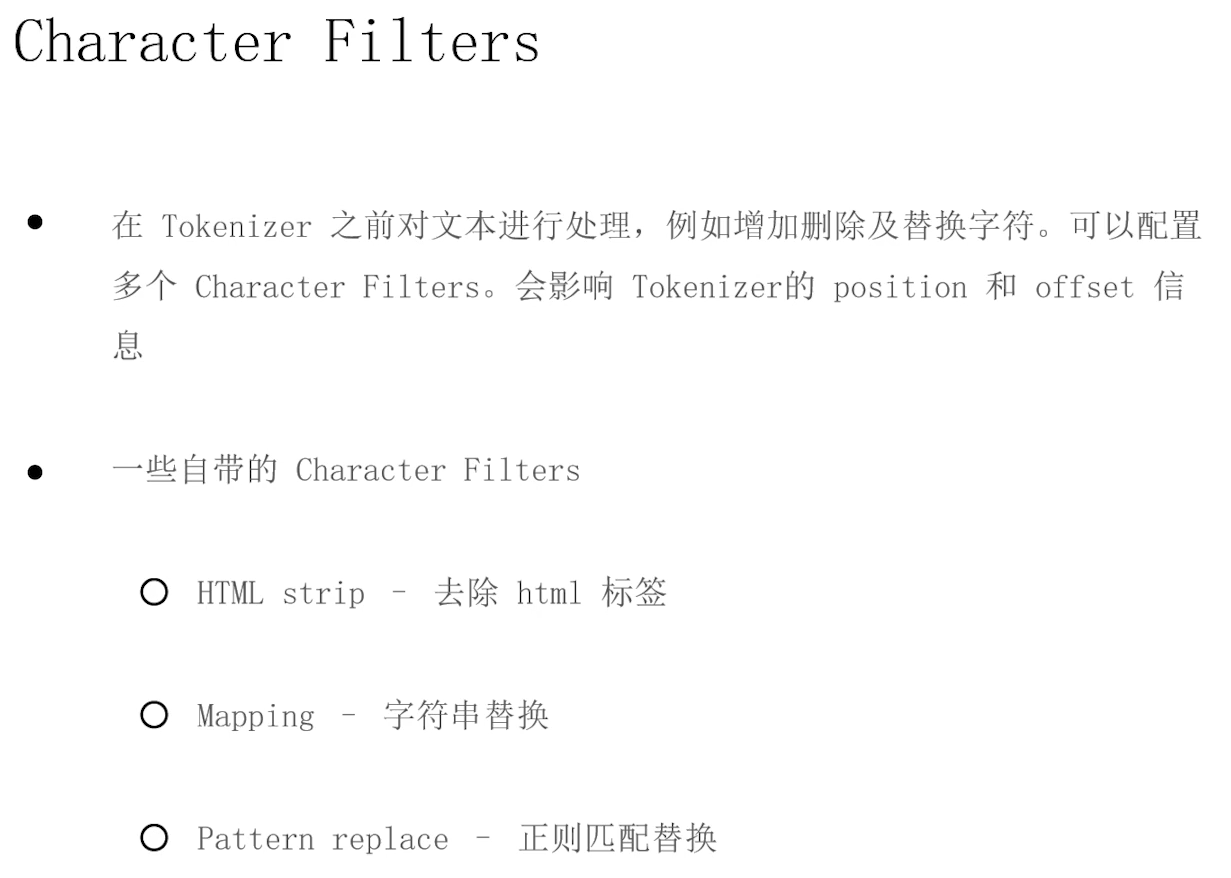 Character Filters
● 在 Tokenizer 之前对文本进行处理，例如增加删除及替换字符。可以配置
多个 Character Filters。会影响 Tokenizer的 position 和 offset 信
息
● 一些自带的 Character Filters
○ HTML strip - 去除 html 标签
○ Mapping - 字符串替换
○ Pattern replace - 正则匹配替换